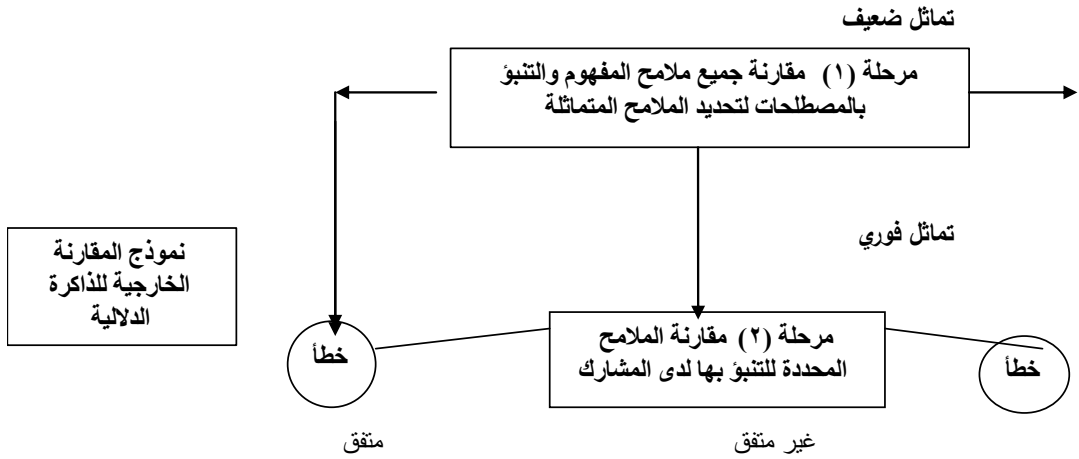 تماثل ضعيف
مرحلة (١) مقارنة جميع ملامح المفهوم والتنبؤ
بالمصطلحات لتحديد الملامح المتماثلة
تماثل فوري
نموذج المقارنة
الخارجية للذاكرة
الدلالية
مرحلة (٢) مقارنة الملامح
المحددة للتنبؤ بها لدى المشارك
خطأ
خطأ
غير متفق
متفق